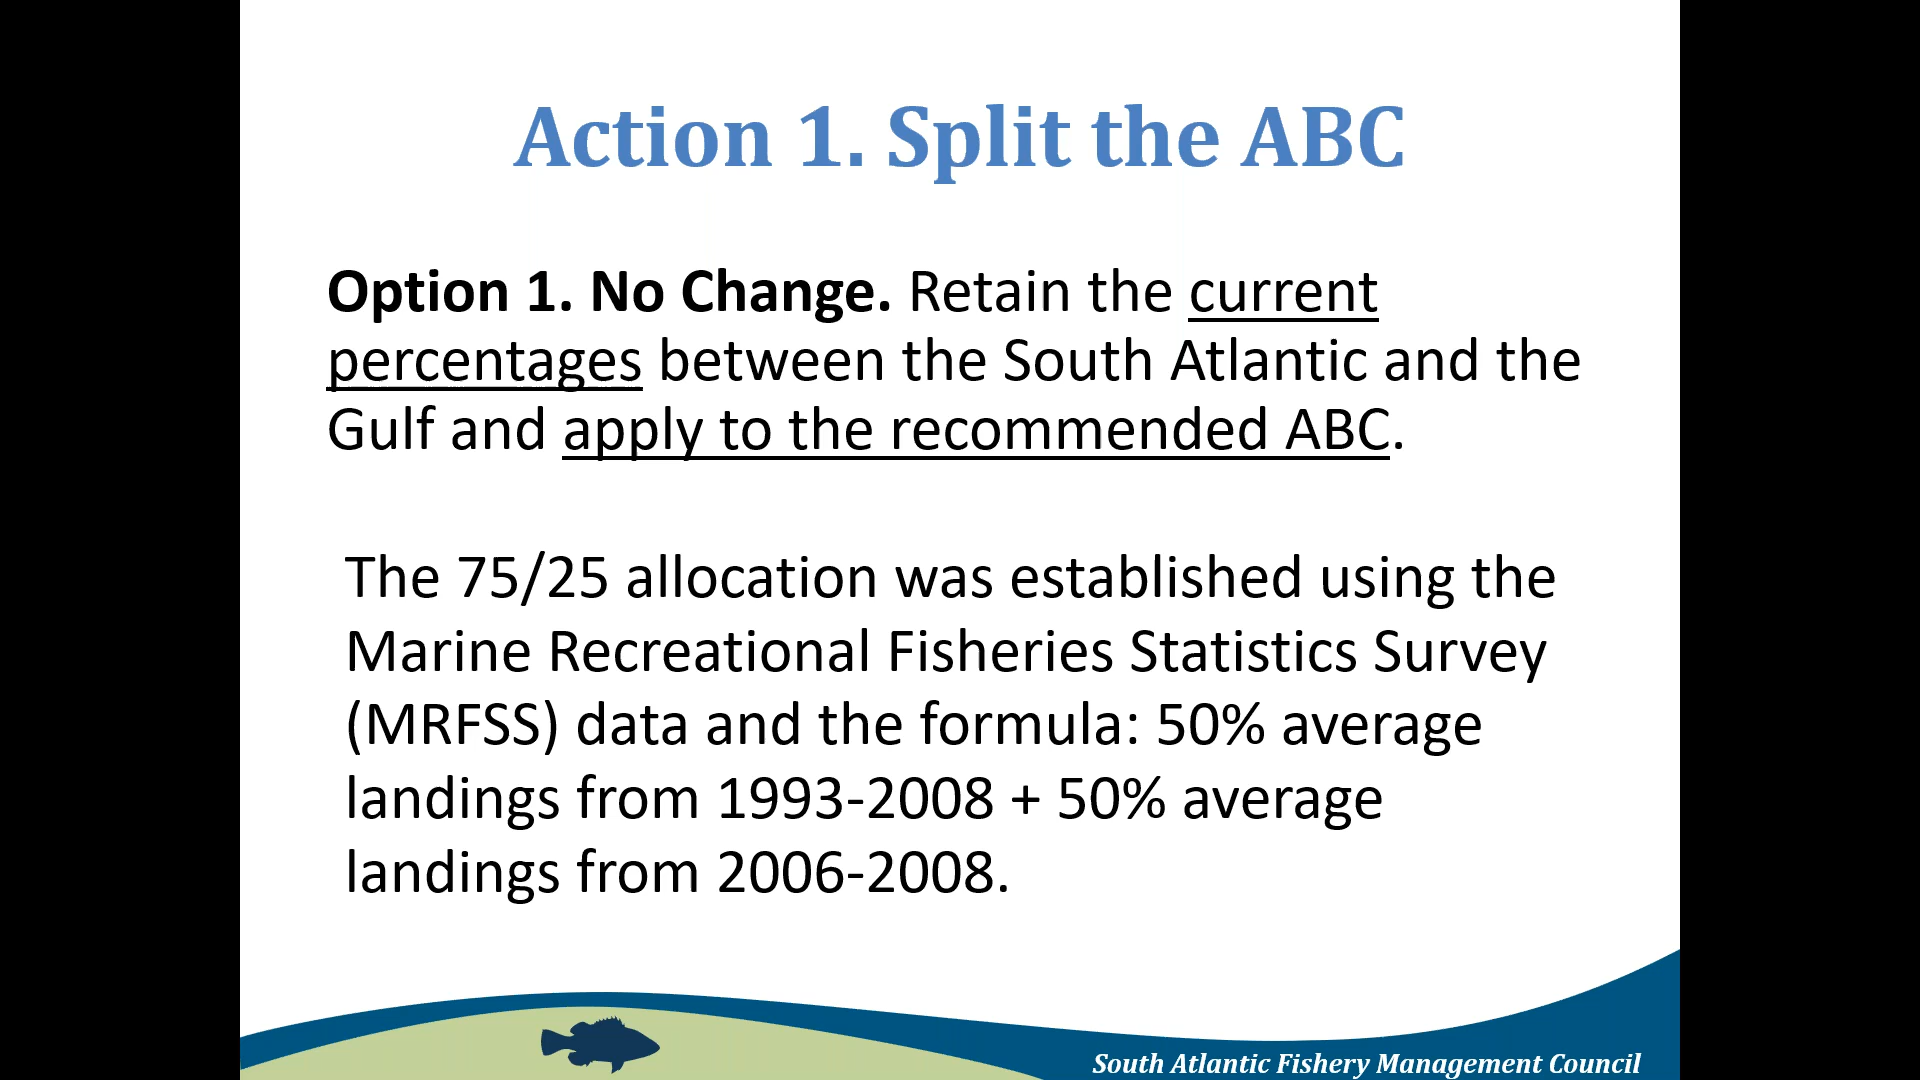 Action 1. Split the ABC
Option 1. No Change. Retain the current
percentages between the South Atlantic and the
Gulf and apply to the recommended ABC.
The 75/25 allocation was established using the
Marine Recreational Fisheries Statistics Survey
(MRFSS) data and the formula: 50% average
landings from 1993-2008 + 50% average
landings from 2006-2008.
South Atlantic Fishery Management Council